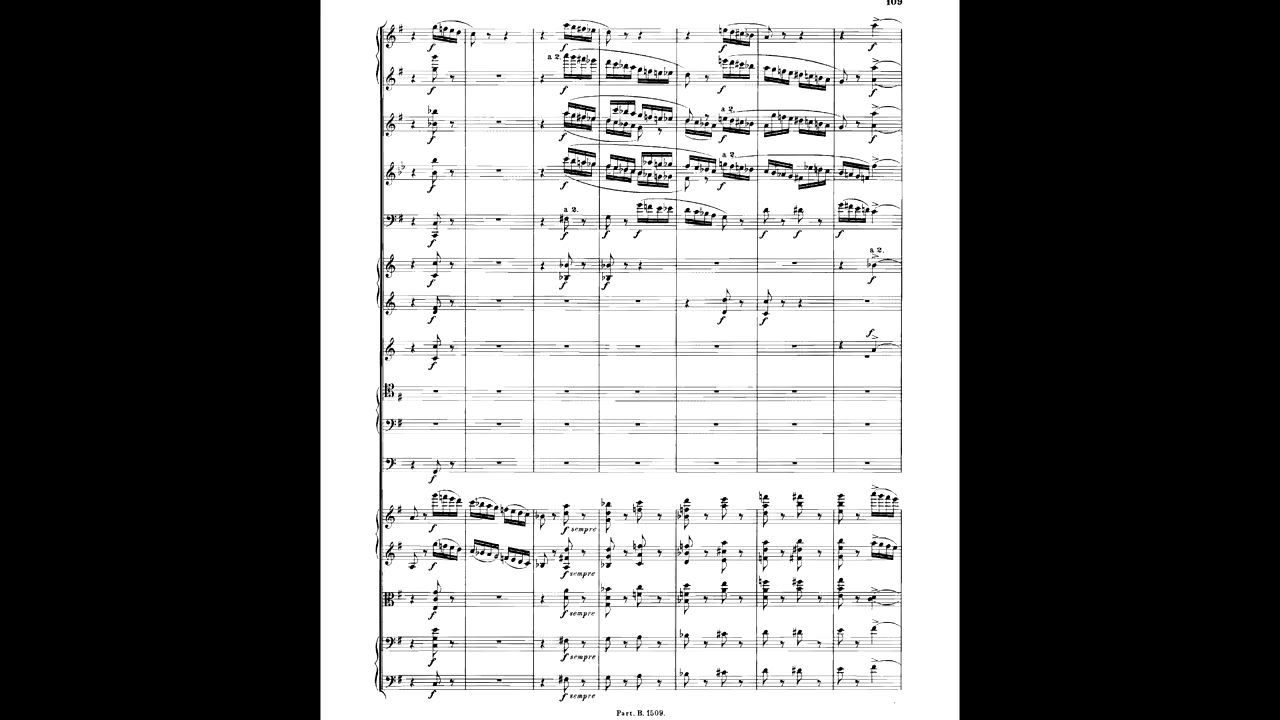 109
f f f f
a 2.
f f f
a 2.
f f f f
a 2.
f f f
a 2.
f f f f f f
a 2.
f f f
f f f
f f
f
f f sempre
f f sempre
f f sempre
f f sempre
f f sempre
Part. B. 1509.